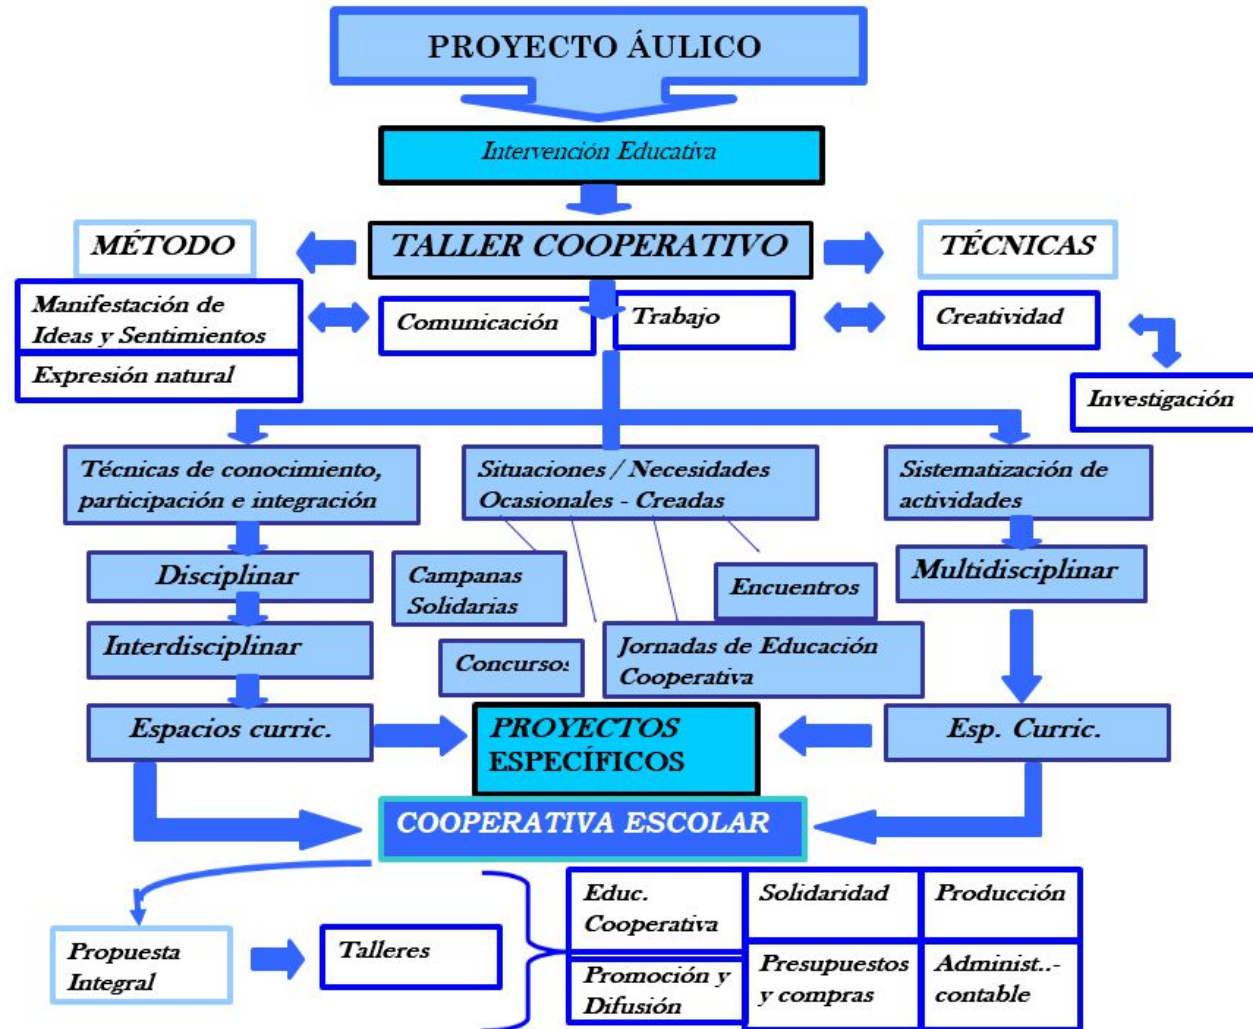 PROYECTO ÁULICO
Intervención Educativa
MÉTODO
TALLER COOPERATIVO
TÉCNICAS
Manifestación de
Ideas y Sentimientos
Expresión natural
Comunicación
Trabajo
Creatividad
Investigación
Técnicas de conocimiento,
participación e integración
Situaciones / Necesidades
Ocasionales - Creadas
Sistematización de
actividades
Disciplinar
Campanas
Solidarias
Encuentros
Multidisciplinar
Interdisciplinar
Concursos
Jornadas de Educación
Cooperativa
Espacios curric.
PROYECTOS
ESPECÍFICOS
Esp. Curric.
COOPERATIVA ESCOLAR
Propuesta
Integral
Talleres
Educ.
Cooperativa
Solidaridad
Producción
Promoción y
Difusión
Presupuestos
y compras
Administ..-
contable